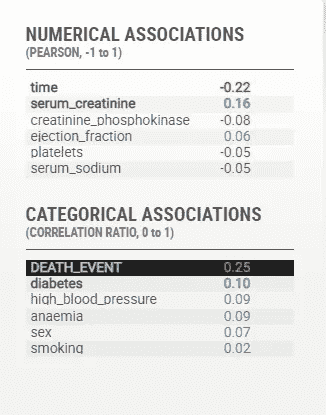 NUMERICAL ASSOCIATIONS
(PEARSON, -1 to 1)
time -0.22
serum_creatinine 0.16
creatinine_phosphokinase -0.08
ejection_fraction 0.06
platelets -0.05
serum_sodium -0.05
CATEGORICAL ASSOCIATIONS
(CORRELATION RATIO, 0 to 1)
DEATH_EVENT 0.25
diabetes 0.10
high_blood_pressure 0.09
anaemia 0.09
sex 0.07
smoking 0.02